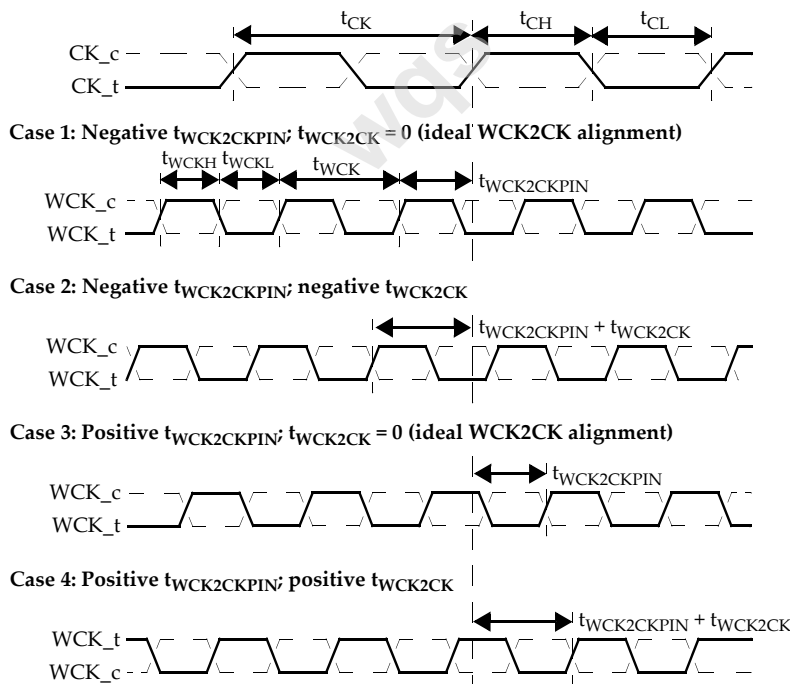 tCK tCH tCL
CK_c
CK_t
wqs
Case 1: Negative tWCK2CKPIN; tWCK2CK = 0 (ideal WCK2CK alignment)
tWCKH tWCKL tWCK tWCK2CKPIN
WCK_c
WCK_t
Case 2: Negative tWCK2CKPIN; negative tWCK2CK
tWCK2CKPIN + tWCK2CK
WCK_c
WCK_t
Case 3: Positive tWCK2CKPIN; tWCK2CK = 0 (ideal WCK2CK alignment)
tWCK2CKPIN
WCK_c
WCK_t
Case 4: Positive tWCK2CKPIN; positive tWCK2CK
tWCK2CKPIN + tWCK2CK
WCK_t
WCK_c